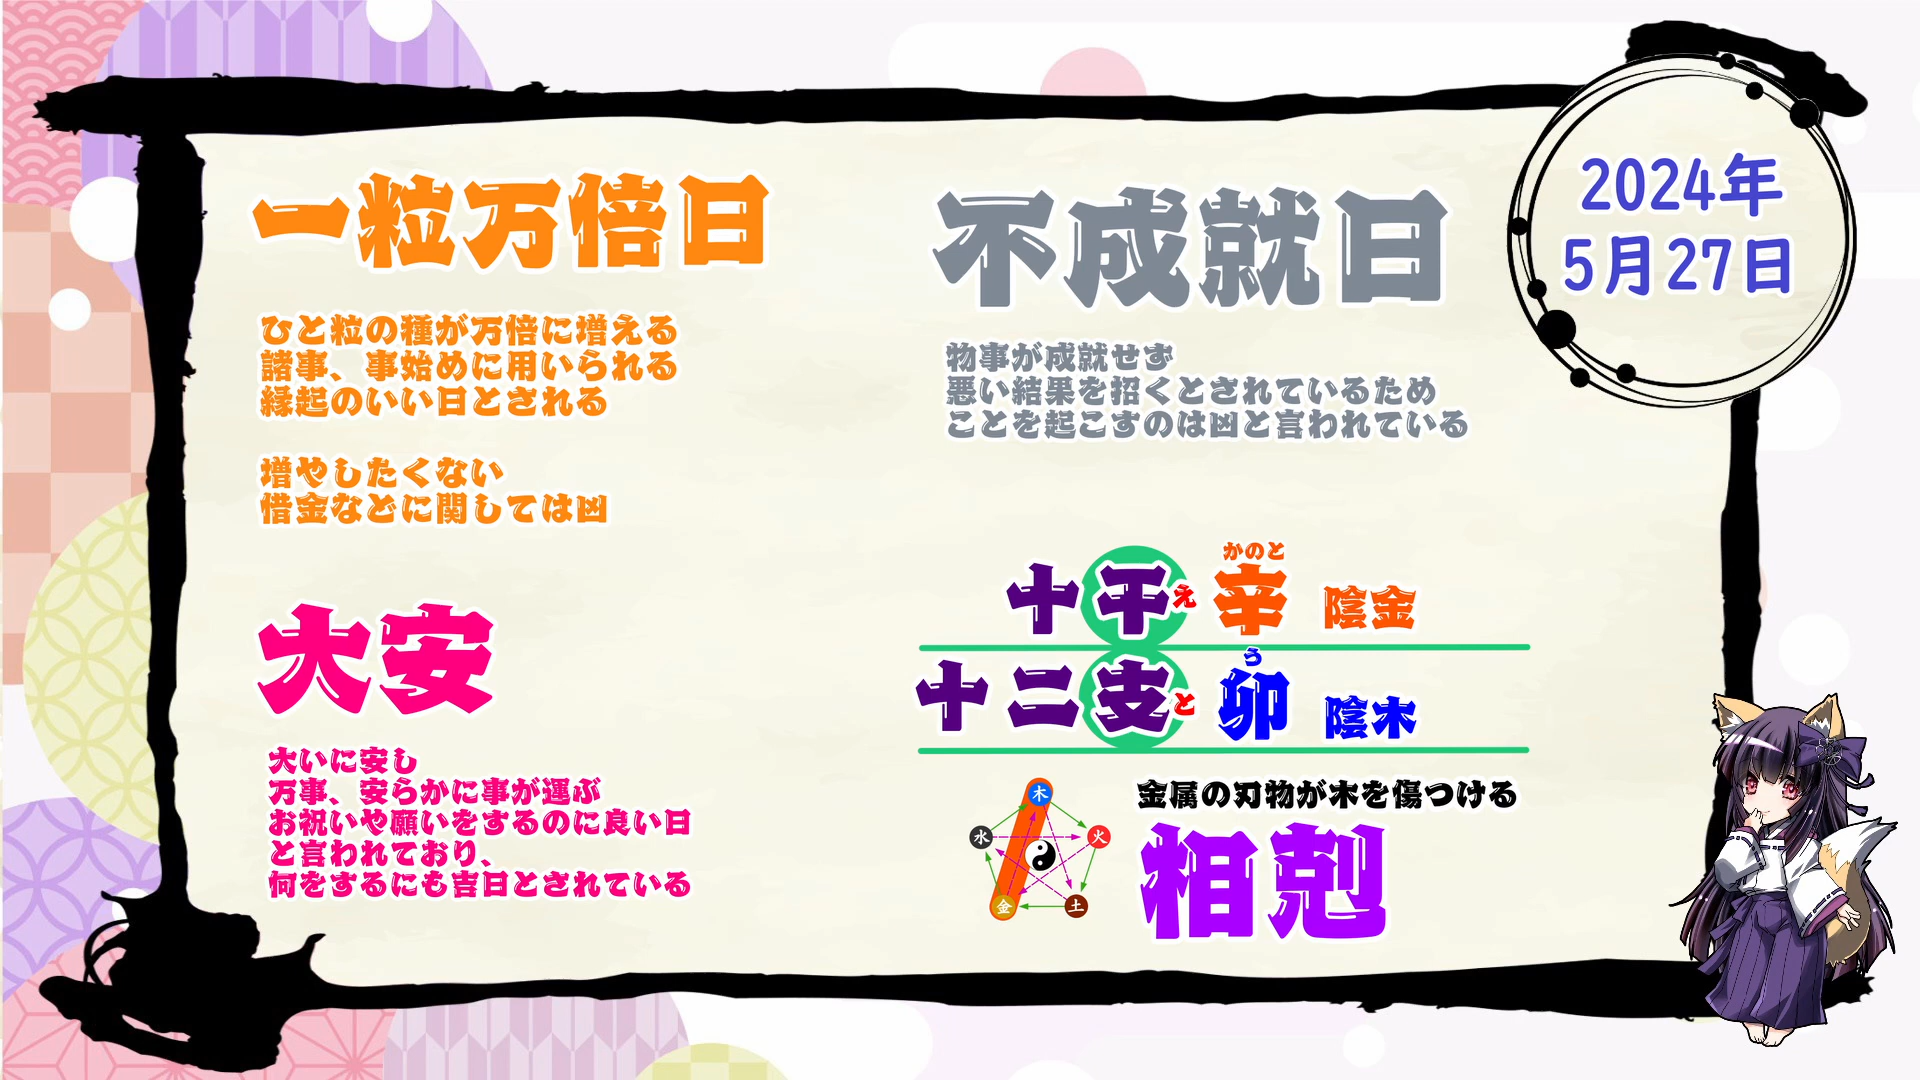 一粒万倍日
ひと粒の種が万倍に増える
諸事、事始めに用いられる
縁起のいい日とされる
増やしたくない
借金などに関しては凶
大安
大いに安し
万事、安らかに事が運ぶ
お祝いや願いをするのに良い日
と言われており、
何をするにも吉日とされている
不成就日
物事が成就せず
悪い結果を招くとされているため
ことを起こすのは凶と言われている
2024年
5月27日
かのと
十干え 辛 陰金
う
十二支と 卯 陰木
金属の刃物が木を傷つける
相剋
木
水 火
金 土